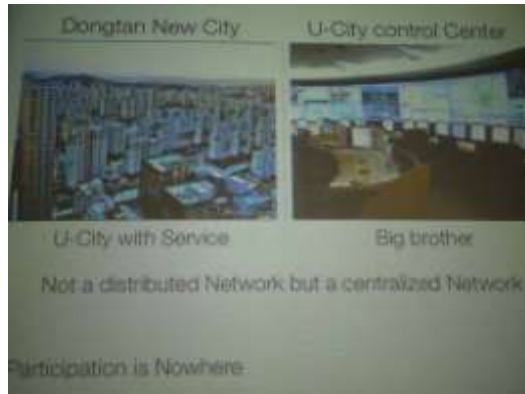 Dongtan New City
U-City control Center
U-City with Service
Big brother
Not a distributed Network but a centralized Network
Participation is Nowhere